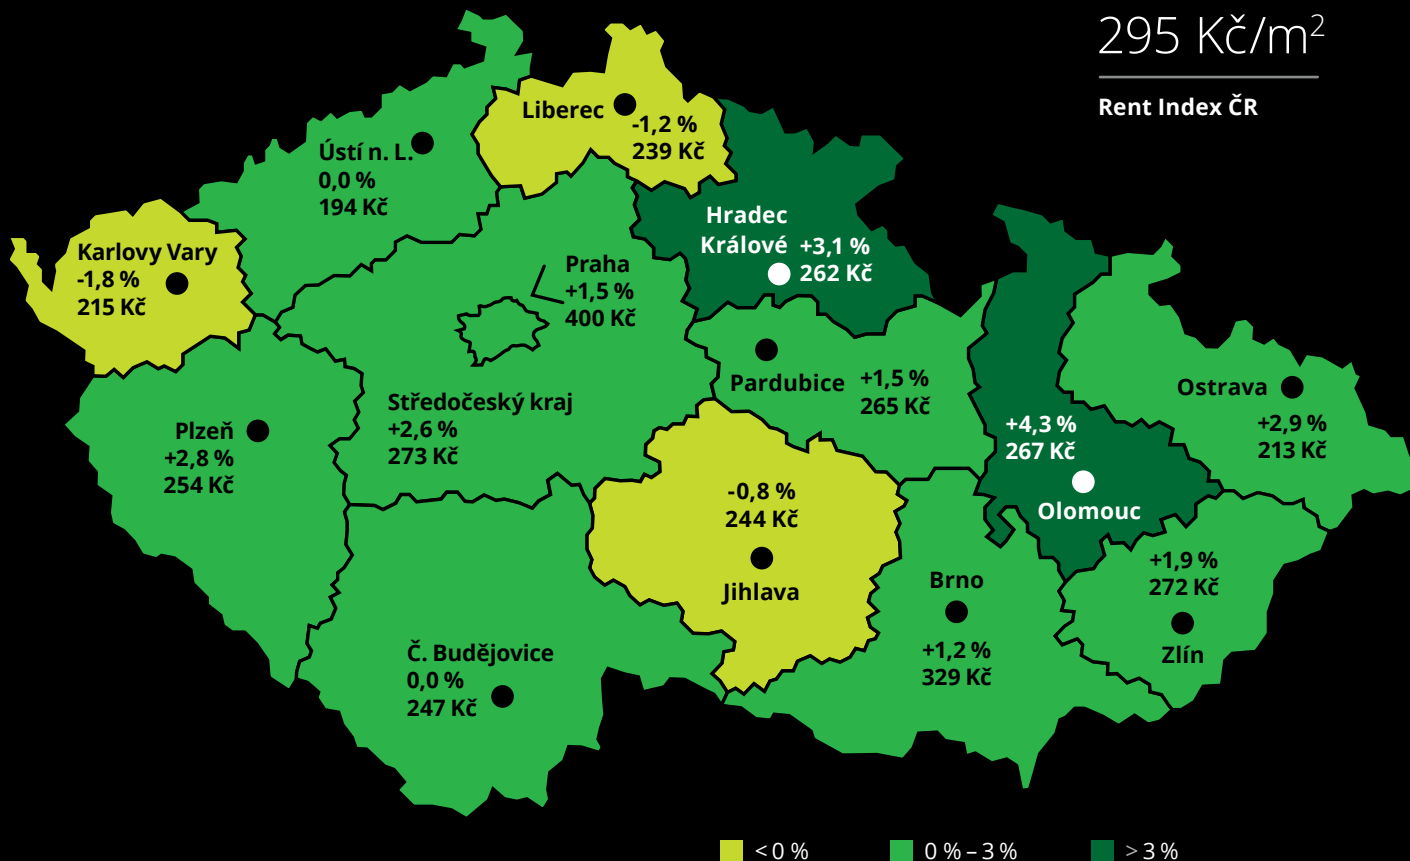 295 Kč/m²
Rent Index ČR
Liberec
-1,2 %
239 Kč
Ústí n. L.
0,0 %
194 Kč
Karlovy Vary
-1,8 %
215 Kč
Hradec
Králové
+3,1 %
262 Kč
Praha
+1,5 %
400 Kč
Středočeský kraj
+2,6 %
273 Kč
Plzeň
+2,8 %
254 Kč
Pardubice
+1,5 %
265 Kč
Ostrava
+2,9 %
213 Kč
+4,3 %
267 Kč
Olomouc
-0,8 %
244 Kč
Jihlava
Brno
+1,2 %
329 Kč
+1,9 %
272 Kč
Zlín
Č. Budějovice
0,0 %
247 Kč
< 0 %
0 % – 3 %
> 3 %